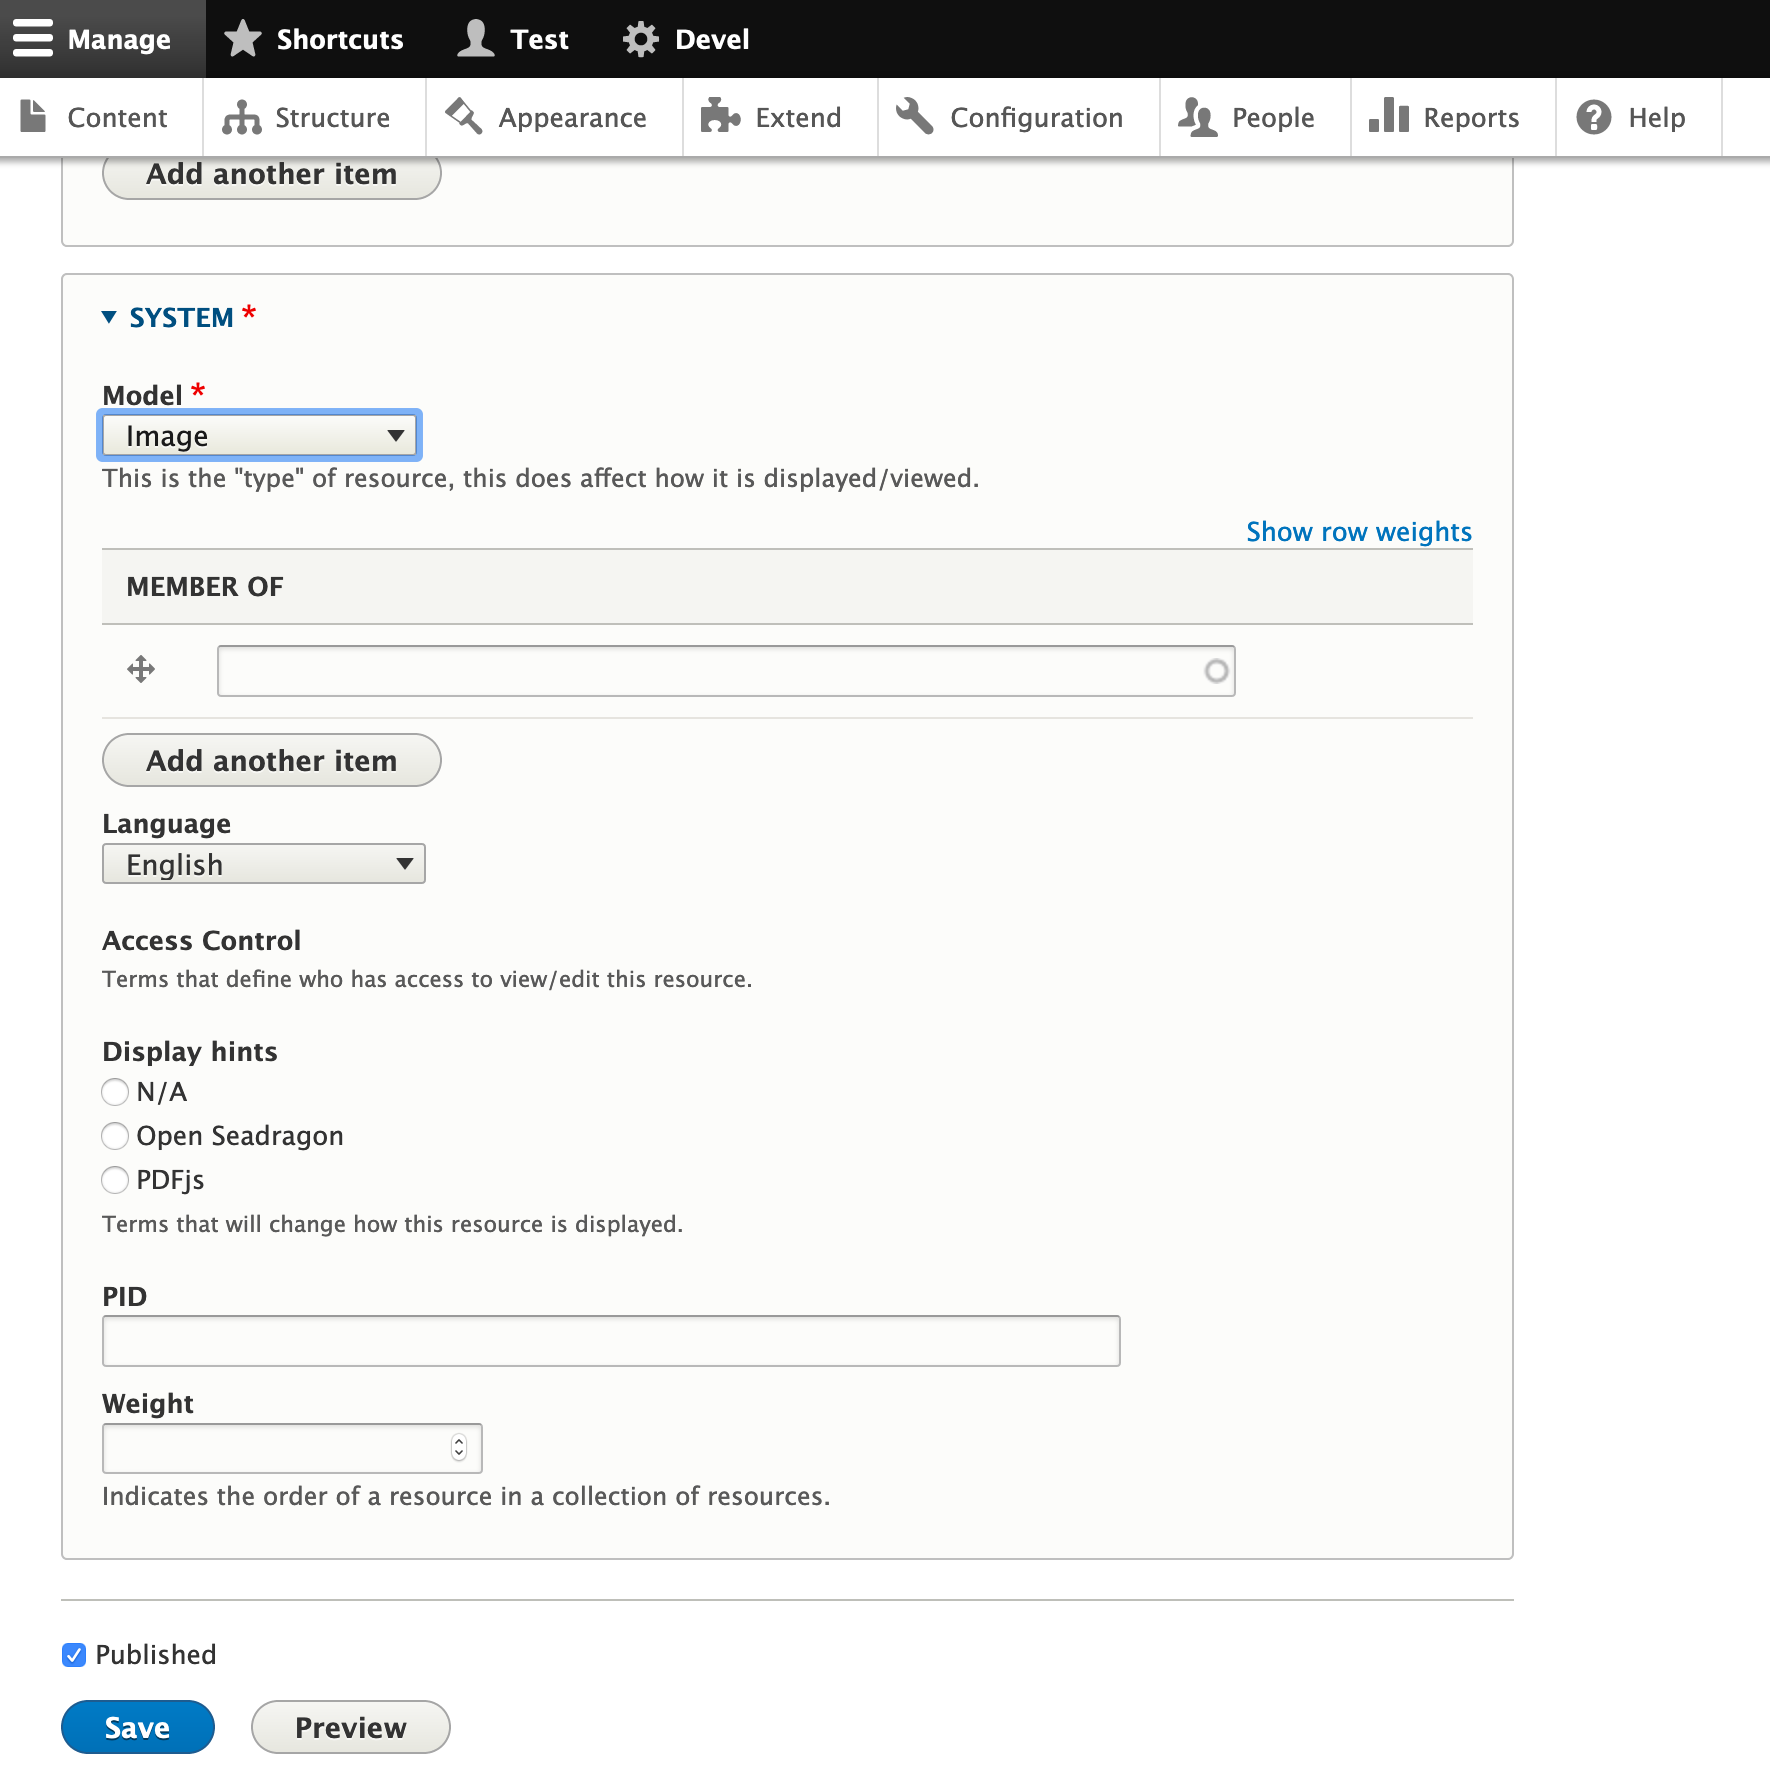 Manage Shortcuts Test Devel
Content Structure Appearance Extend Configuration People Reports Help
Add another item
SYSTEM *
Model *
Image
This is the "type" of resource, this does affect how it is displayed/viewed.
Show row weights
MEMBER OF
Add another item
Language
English
Access Control
Terms that define who has access to view/edit this resource.
Display hints
N/A
Open Seadragon
PDFjs
Terms that will change how this resource is displayed.
PID
Weight
Indicates the order of a resource in a collection of resources.
Published
Save Preview